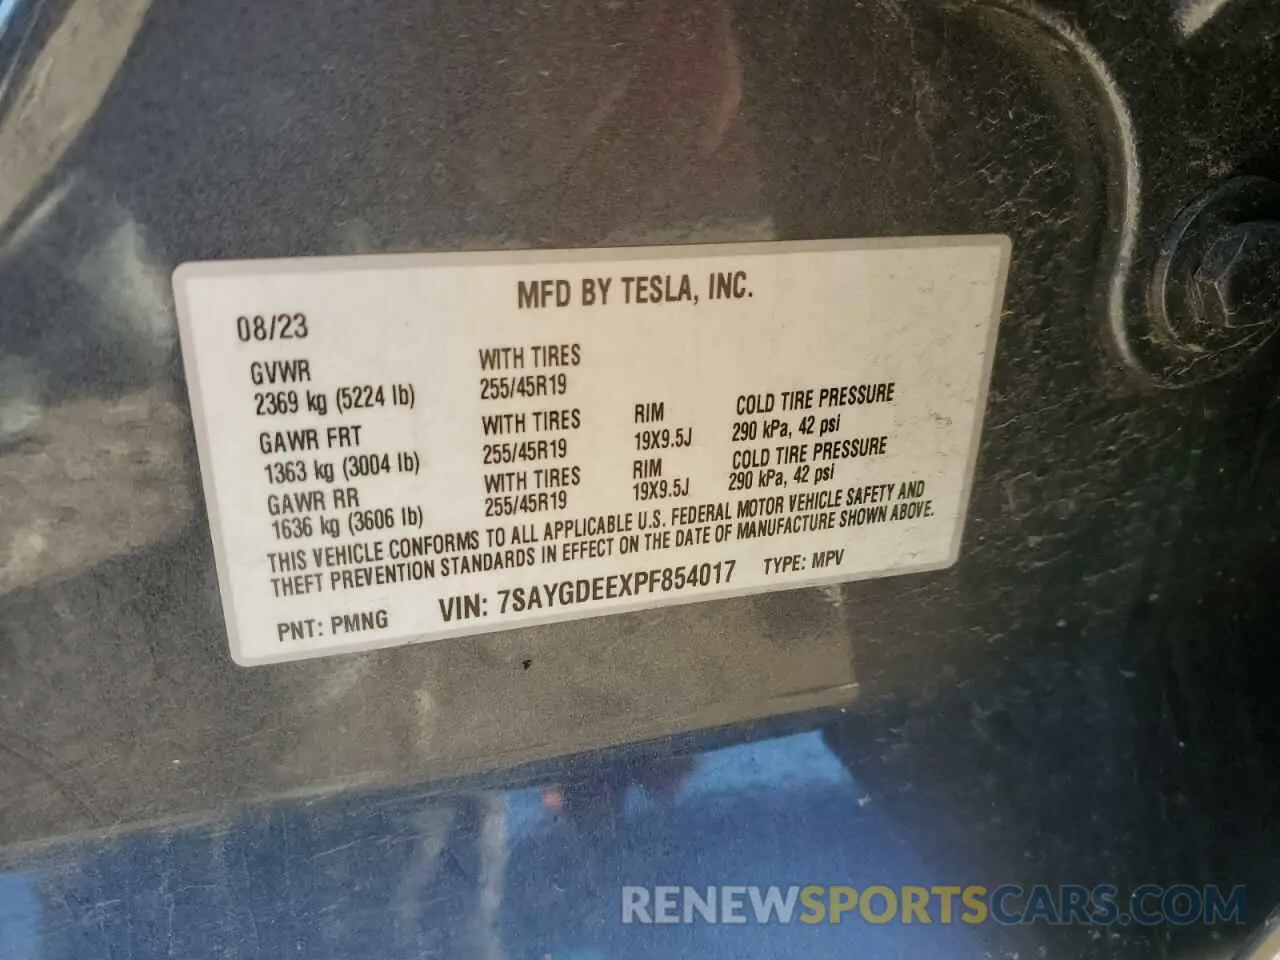 MFD BY TESLA, INC.
08/23
GVWR WITH TIRES
2369 kg (5224 lb) 255/45R19
GAWR FRT WITH TIRES RIM COLD TIRE PRESSURE
1363 kg (3004 lb) 255/45R19 19X9.5J 290 kPa, 42 psi
GAWR RR WITH TIRES RIM COLD TIRE PRESSURE
1636 kg (3606 lb) 255/45R19 19X9.5J 290 kPa, 42 psi
THIS VEHICLE CONFORMS TO ALL APPLICABLE U.S. FEDERAL MOTOR VEHICLE SAFETY AND
THEFT PREVENTION STANDARDS IN EFFECT ON THE DATE OF MANUFACTURE SHOWN ABOVE.
PNT: PMNG VIN: 7SAYGDEEXPF854017 TYPE: MPV
RENEWSPORTSCARS.COM